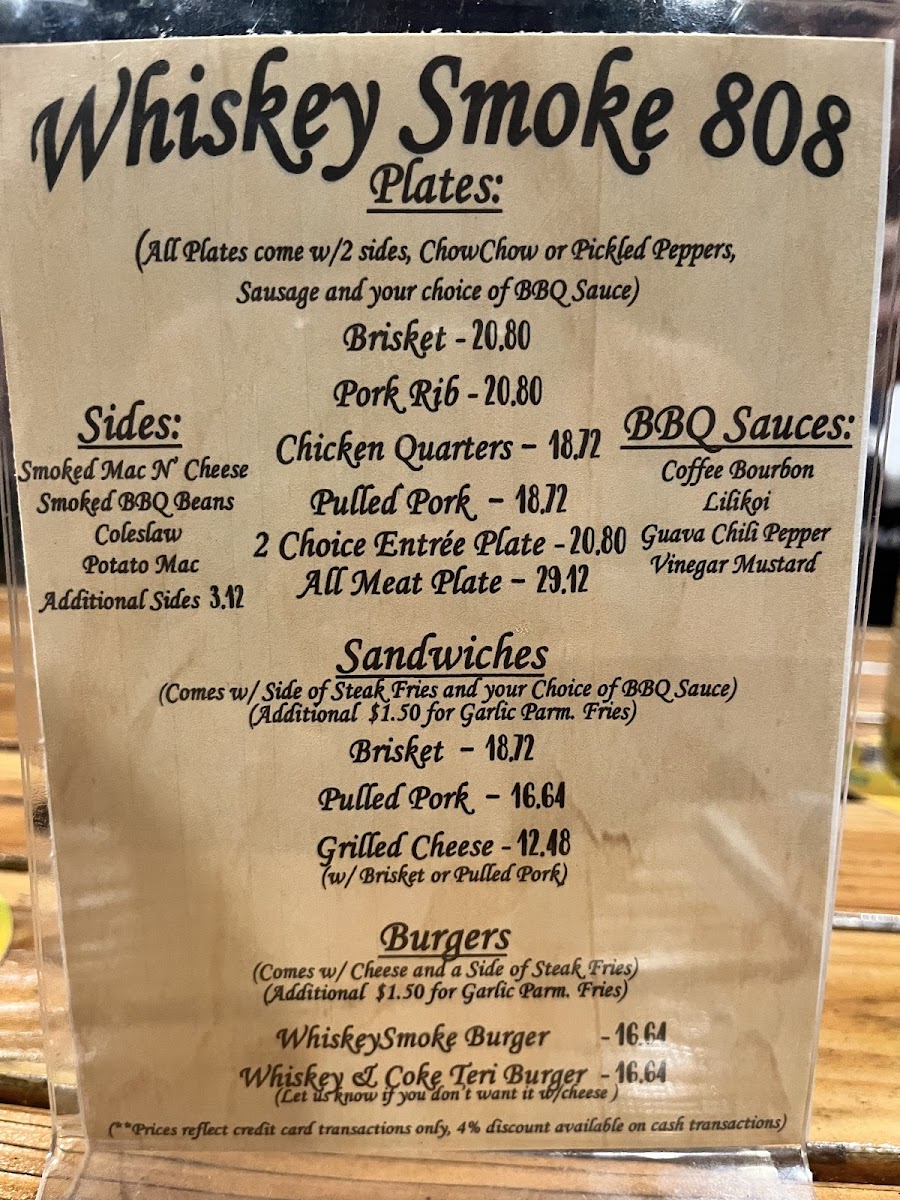 Whiskey Smoke 808
Plates:
(All Plates come w/2 sides, ChowChow or Pickled Peppers,
Sausage and your choice of BBQ Sauce)
Brisket - 20.80
Pork Rib - 20.80
Chicken Quarters - 18.72
Pulled Pork - 18.72
2 Choice Entrée Plate - 20.80
All Meat Plate - 29.12
Sides:
Smoked Mac N' Cheese
Smoked BBQ Beans
Coleslaw
Potato Mac
Additional Sides 3.12
BBQ Sauces:
Coffee Bourbon
Lilikoi
Guava Chili Pepper
Vinegar Mustard
Sandwiches
(Comes w/ Side of Steak Fries and your Choice of BBQ Sauce)
(Additional $1.50 for Garlic Parm. Fries)
Brisket - 18.72
Pulled Pork - 16.64
Grilled Cheese - 12.48
(w/ Brisket or Pulled Pork)
Burgers
(Comes w/ Cheese and a Side of Steak Fries)
(Additional $1.50 for Garlic Parm. Fries)
WhiskeySmoke Burger - 16.64
Whiskey & Coke Teri Burger - 16.64
(Let us know if you don't want it w/cheese )
(**Prices reflect credit card transactions only, 4% discount available on cash transactions)